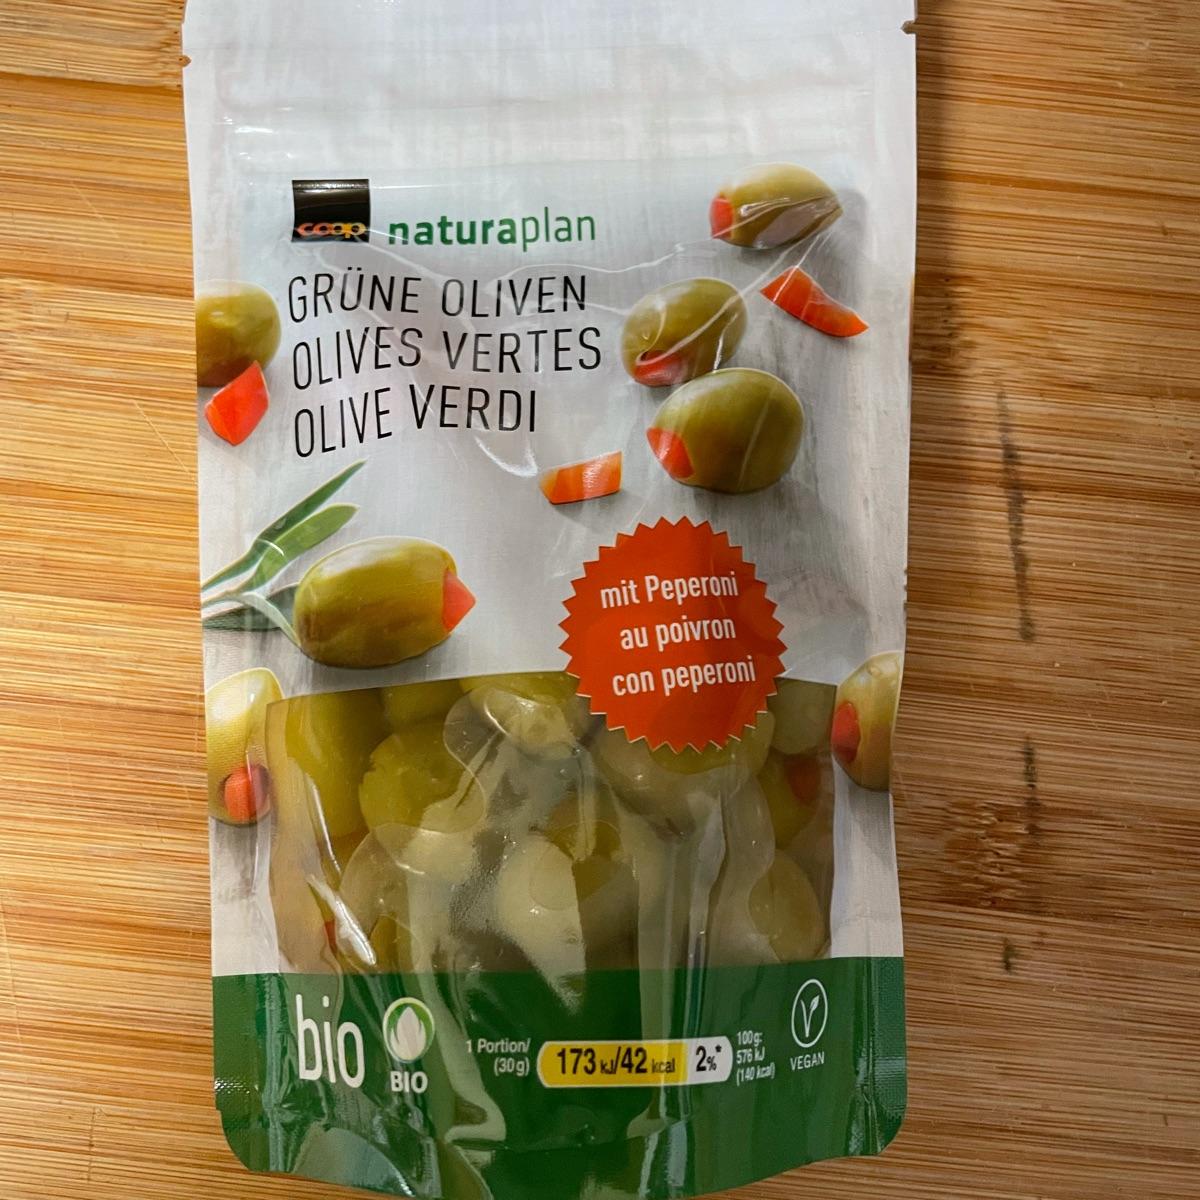 coop naturaplan
GRÜNE OLIVEN
OLIVES VERTES
OLIVE VERDI
mit Peperoni
au poivron
con peperoni
bio
BIO
1 Portion/
(30g)
173 kJ/42 kcal
2%*
100g:
576 kJ
(140 kcal)
VEGAN